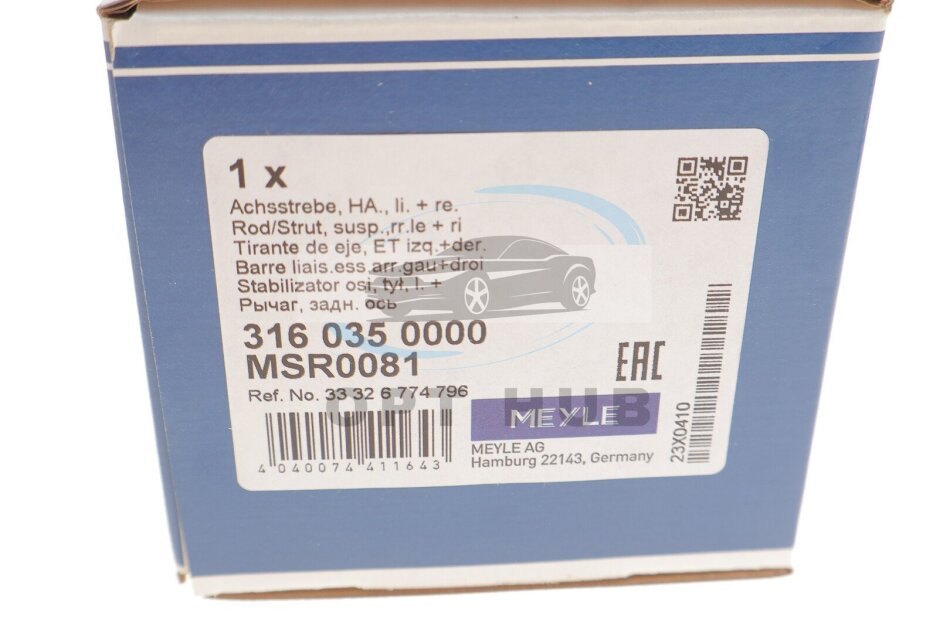 1 x
Achsstrebe, HA., li. + re.
Rod/Strut, susp.,rr.le + ri
Tirante de eje, ET izq.+der.
Barre liais.ess.arr.gau+droi
Stabilizator osi, tył, l. +
Рычаг, задн. ось
316 035 0000
MSR0081
Ref. No. 33 32 6 774 796
4 040074 411643
EAC
MEYLE
MEYLE AG
Hamburg 22143, Germany
23X0410
OPT HUB